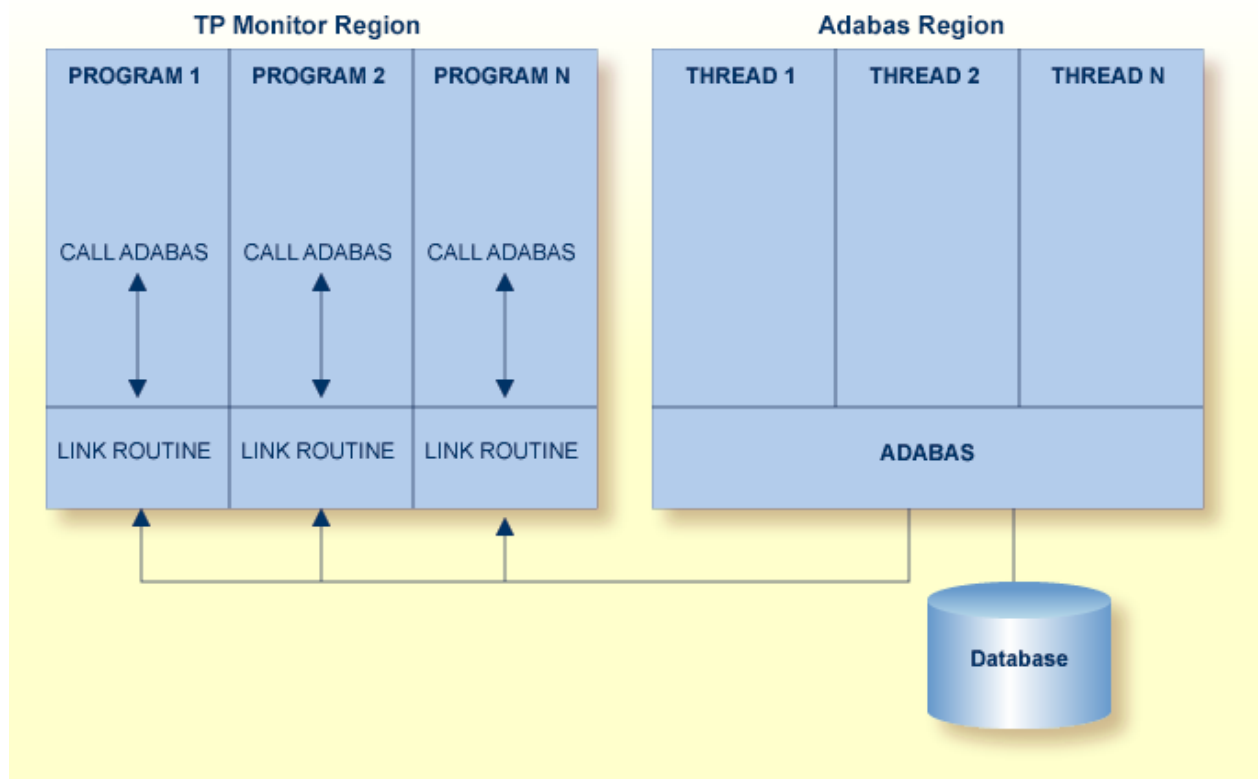 TP Monitor Region
Adabas Region
PROGRAM 1
PROGRAM 2
PROGRAM N
THREAD 1
THREAD 2
THREAD N
CALL ADABAS
CALL ADABAS
CALL ADABAS
LINK ROUTINE
LINK ROUTINE
LINK ROUTINE
ADABAS
Database